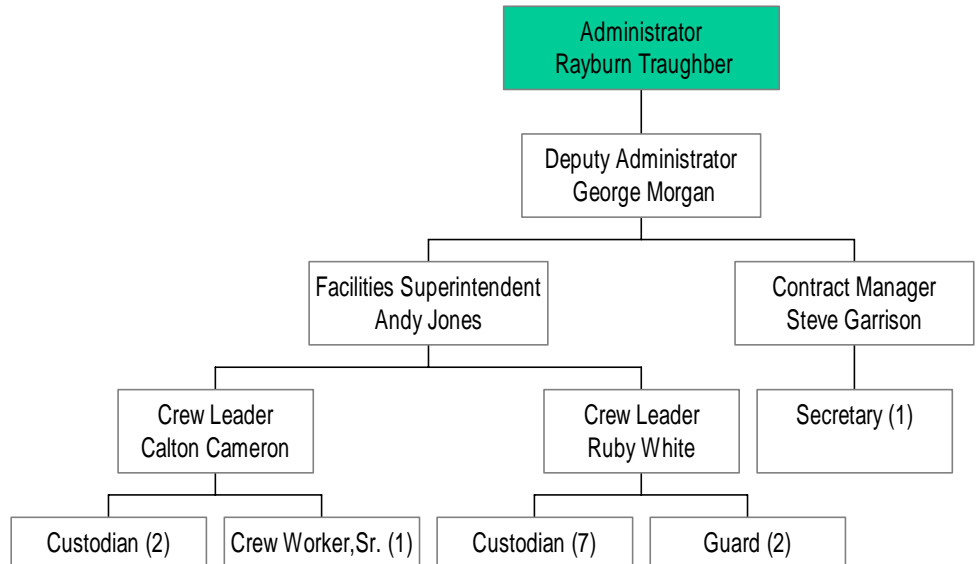 Administrator
Rayburn Traughber
Deputy Administrator
George Morgan
Facilities Superintendent
Andy Jones
Contract Manager
Steve Garrison
Crew Leader
Calton Cameron
Crew Leader
Ruby White
Secretary (1)
Custodian (2)
Crew Worker,Sr. (1)
Custodian (7)
Guard (2)